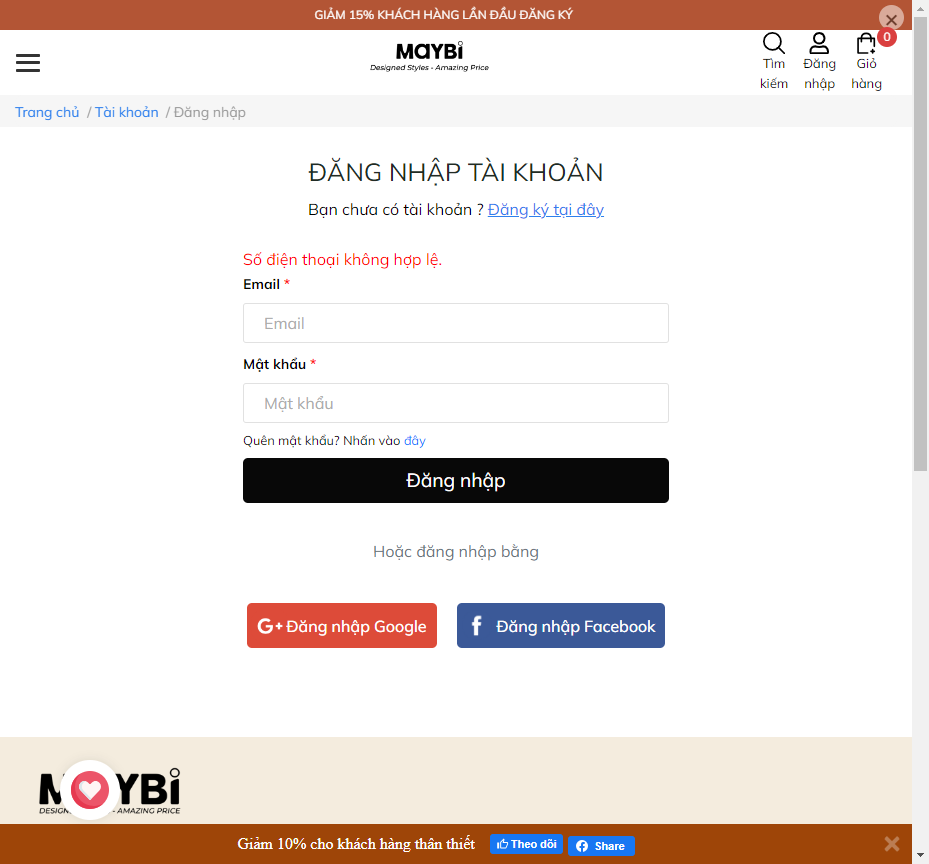 GIẢM 15% KHÁCH HÀNG LẦN ĐẦU ĐĂNG KÝ
MAYBI
Designed Styles - Amazing Price
Tìm kiếm
Đăng nhập
Giỏ hàng
0
Trang chủ / Tài khoản / Đăng nhập
ĐĂNG NHẬP TÀI KHOẢN
Bạn chưa có tài khoản ? Đăng ký tại đây
Số điện thoại không hợp lệ.
Email *
Email
Mật khẩu *
Mật khẩu
Quên mật khẩu? Nhấn vào đây
Đăng nhập
Hoặc đăng nhập bằng
G+ Đăng nhập Google
f Đăng nhập Facebook
M YBI
DESIGN - AMAZING PRICE
Giảm 10% cho khách hàng thân thiết
Theo dõi
Share